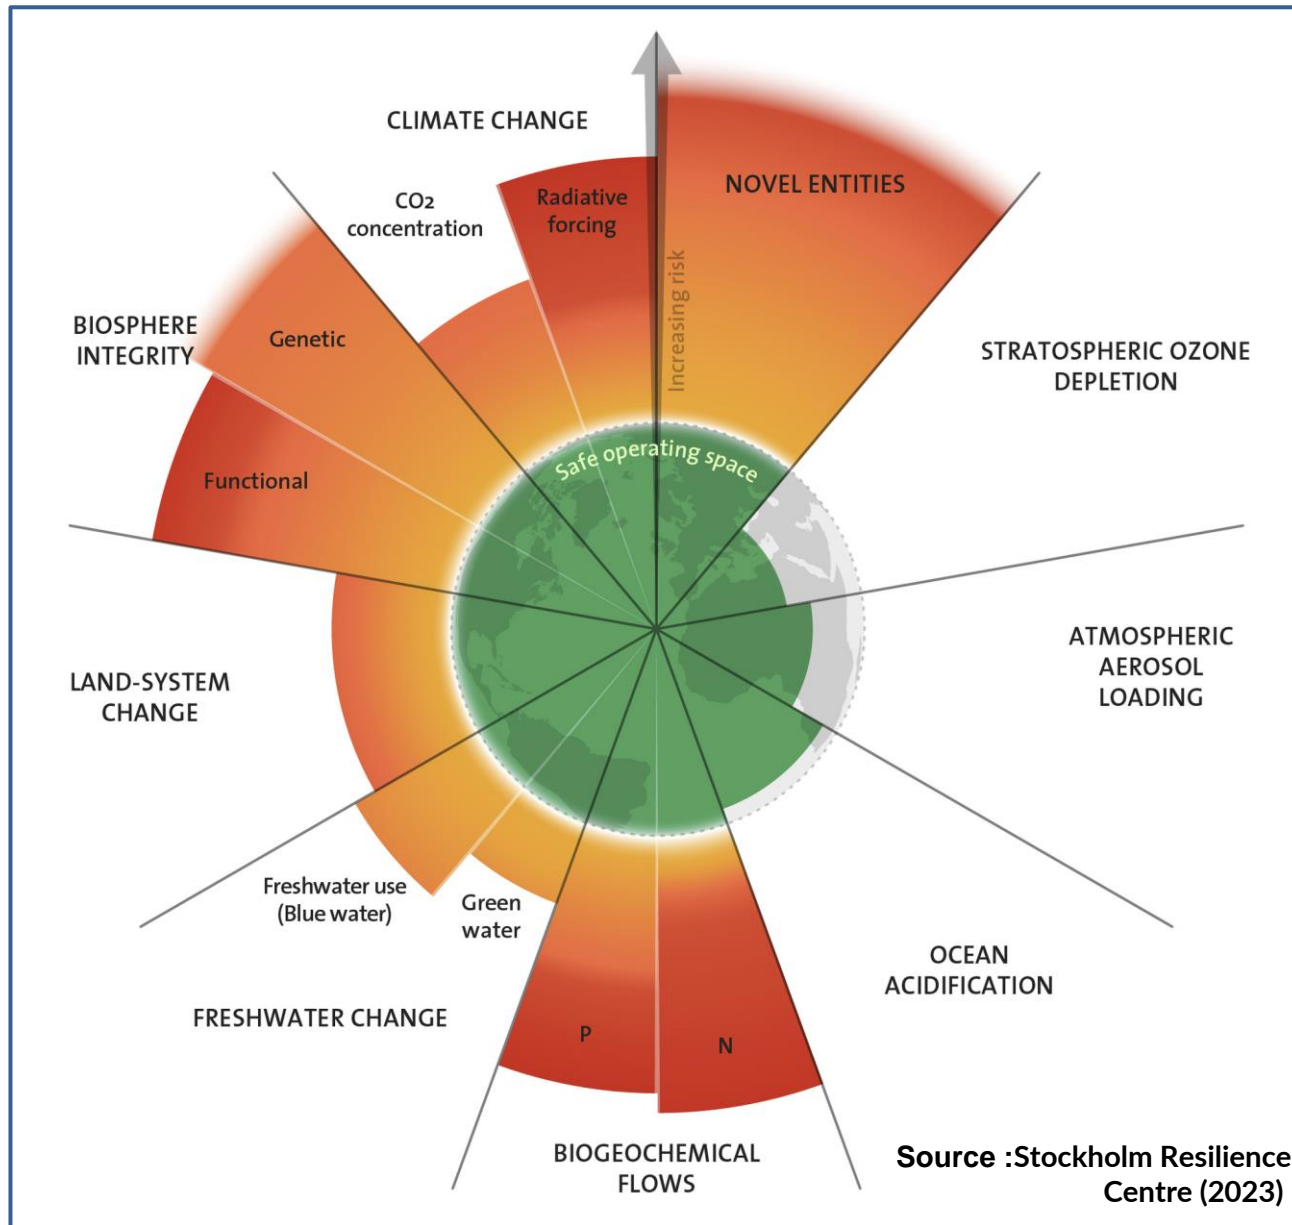 CLIMATE CHANGE
CO2
concentration
Radiative
forcing
NOVEL ENTITIES
Increasing risk
BIOSPHERE
INTEGRITY
Genetic
Functional
STRATOSPHERIC OZONE
DEPLETION
Safe operating space
ATMOSPHERIC
AEROSOL
LOADING
LAND-SYSTEM
CHANGE
Freshwater use
(Blue water)
Green
water
FRESHWATER CHANGE
OCEAN
ACIDIFICATION
P
N
BIOGEOCHEMICAL
FLOWS
Source :Stockholm Resilience
Centre (2023)